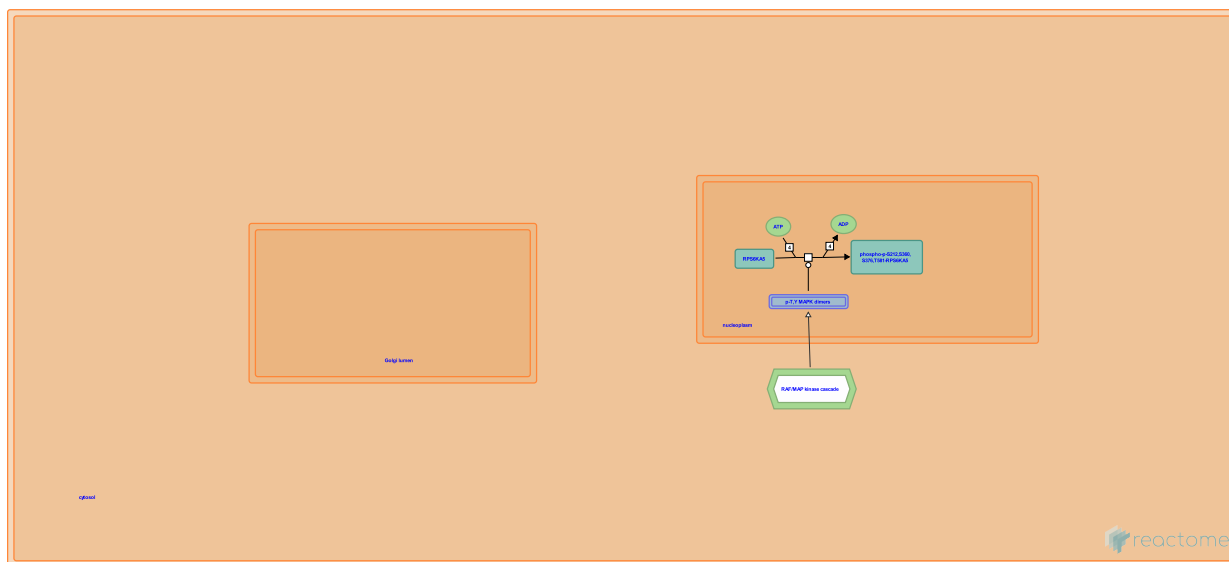 ATP
ADP
4
4
RPS6KA5
phospho-p-S212,S360,
S376,T581-RPS6KA5
p-T,Y MAPK dimers
nucleoplasm
Golgi lumen
RAF/MAP kinase cascade
cytosol
reactome